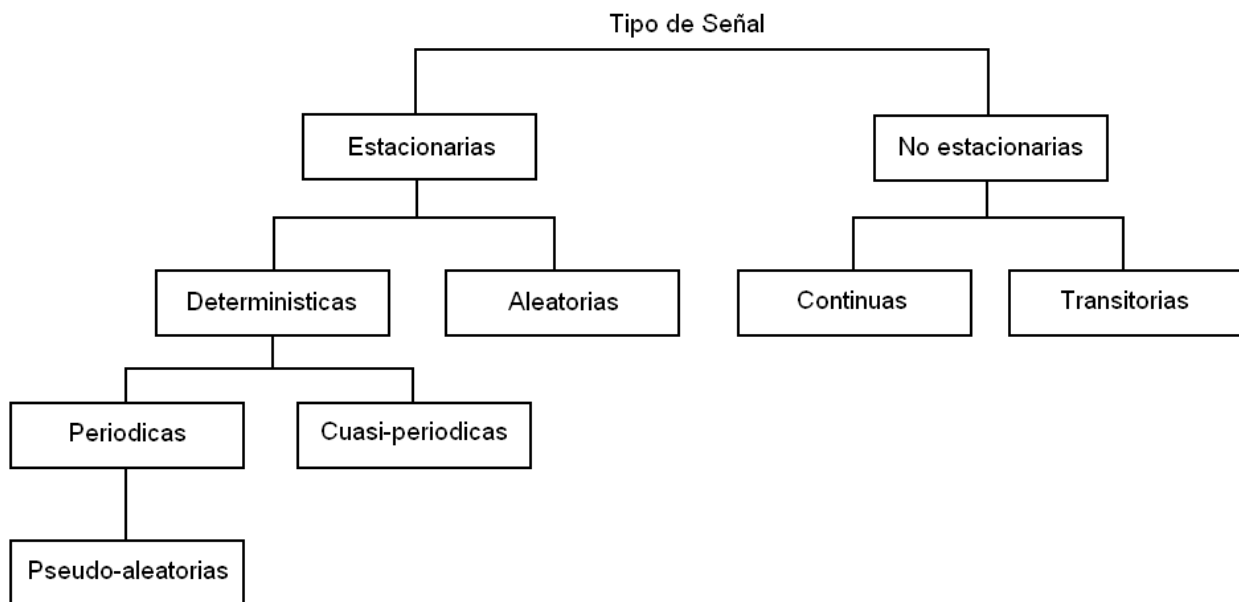 Tipo de Señal
Estacionarias
No estacionarias
Deterministicas
Aleatorias
Continuas
Transitorias
Periodicas
Cuasi-periodicas
Pseudo-aleatorias